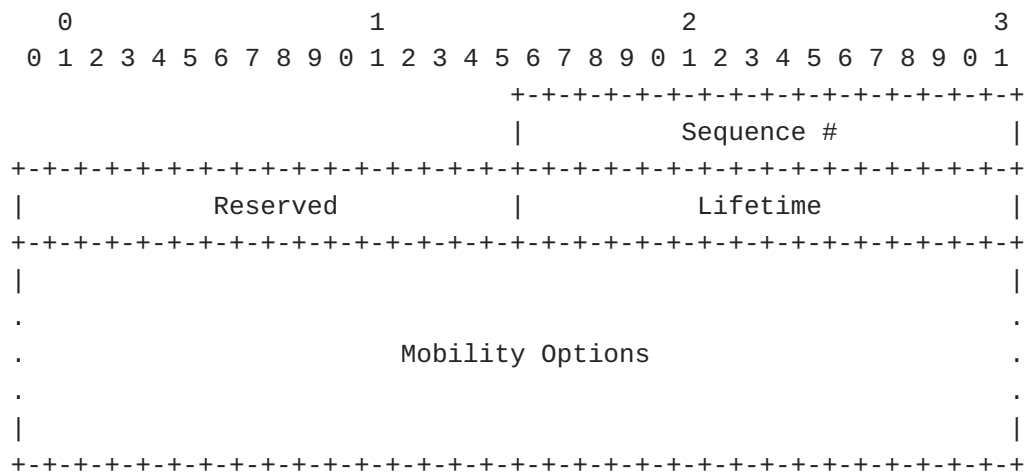 0                   1                   2                   3
  0 1 2 3 4 5 6 7 8 9 0 1 2 3 4 5 6 7 8 9 0 1 2 3 4 5 6 7 8 9 0 1
                                 +-+-+-+-+-+-+-+-+-+-+-+-+-+-+-+-+
                                 |          Sequence #           |
 +-+-+-+-+-+-+-+-+-+-+-+-+-+-+-+-+-+-+-+-+-+-+-+-+-+-+-+-+-+-+-+-+
 |            Reserved           |           Lifetime            |
 +-+-+-+-+-+-+-+-+-+-+-+-+-+-+-+-+-+-+-+-+-+-+-+-+-+-+-+-+-+-+-+-+
 |                                                               |
 .                                                               .
 .                        Mobility Options                       .
 .                                                               .
 |                                                               |
 +-+-+-+-+-+-+-+-+-+-+-+-+-+-+-+-+-+-+-+-+-+-+-+-+-+-+-+-+-+-+-+-+